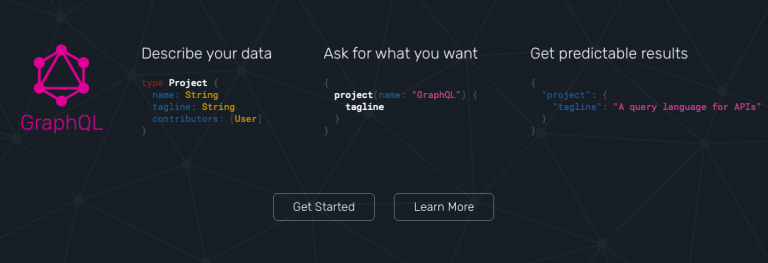 GraphQL
Describe your data
type Project {
  name: String
  tagline: String
  contributors: [User]
}
Ask for what you want
{
  project(name: "GraphQL") {
    tagline
  }
}
Get predictable results
{
  "project": {
    "tagline": "A query language for APIs"
  }
}
Get Started
Learn More